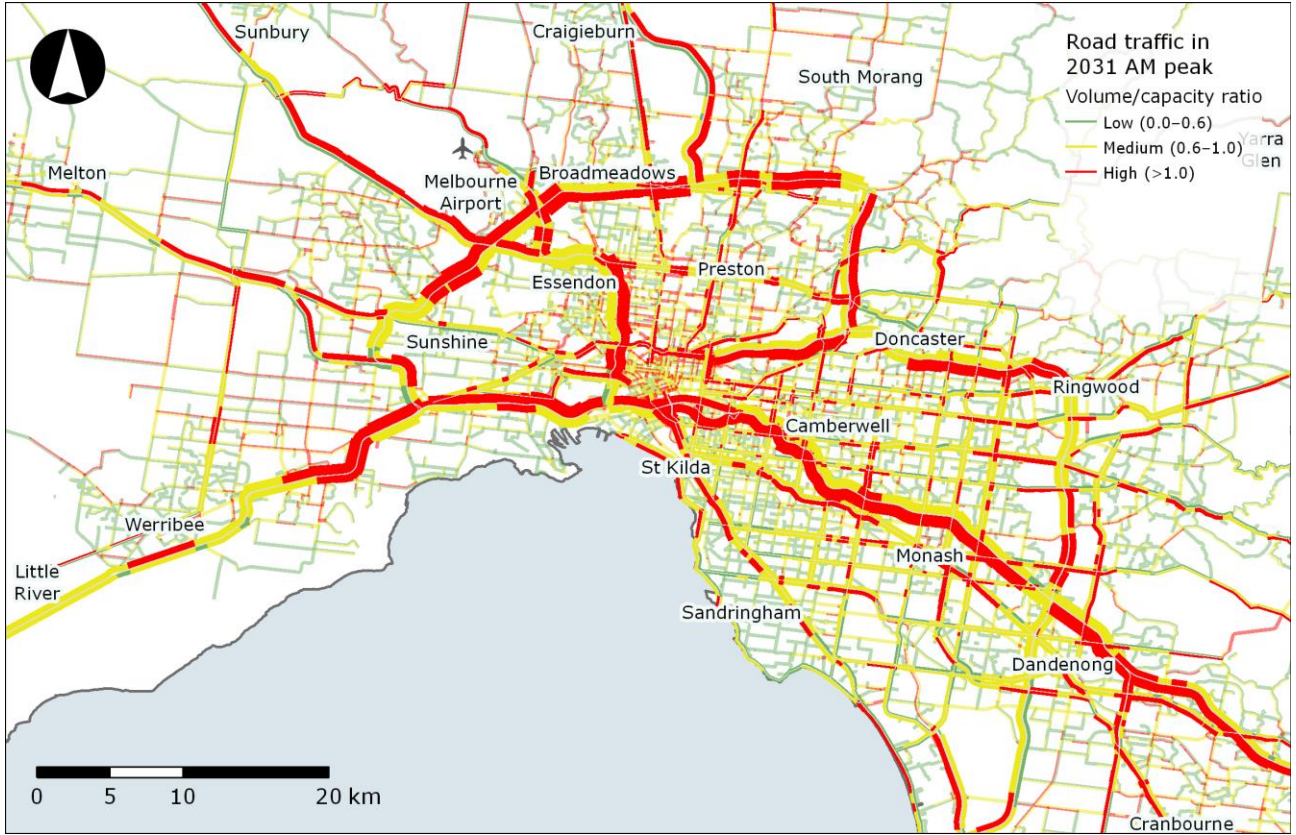 Sunbury
Craigieburn
South Morang
Road traffic in
2031 AM peak
Volume/capacity ratio
Low (0.0–0.6)
Medium (0.6–1.0)
High (>1.0)
Yarra
Glen
Melton
Melbourne
Airport
Broadmeadows
Essendon
Preston
Sunshine
Doncaster
Ringwood
Camberwell
St Kilda
Werribee
Little
River
Monash
Sandringham
Dandenong
0 5 10 20 km
Cranbourne